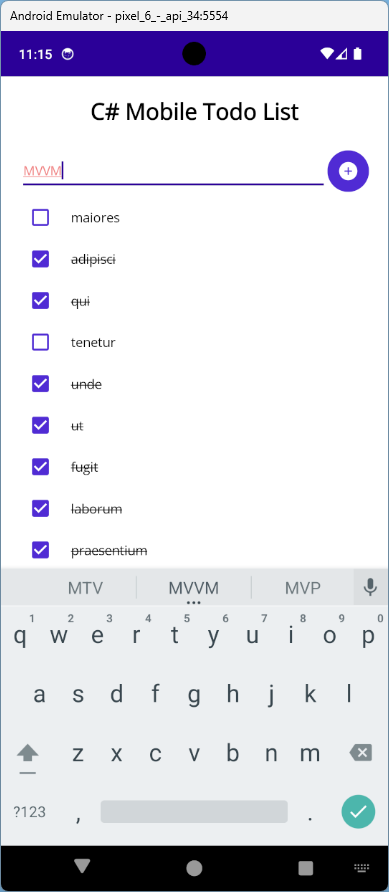 Android Emulator - pixel_6_-_api_34:5554
11:15
C# Mobile Todo List
MVVM
maiores
adipisci
qui
tenetur
unde
ut
fugit
laborum
praesentium
MTV MVVM MVP
1 2 3 4 5 6 7 8 9 0
q w e r t y u i o p
a s d f g h j k l
z x c v b n m
?123 , .